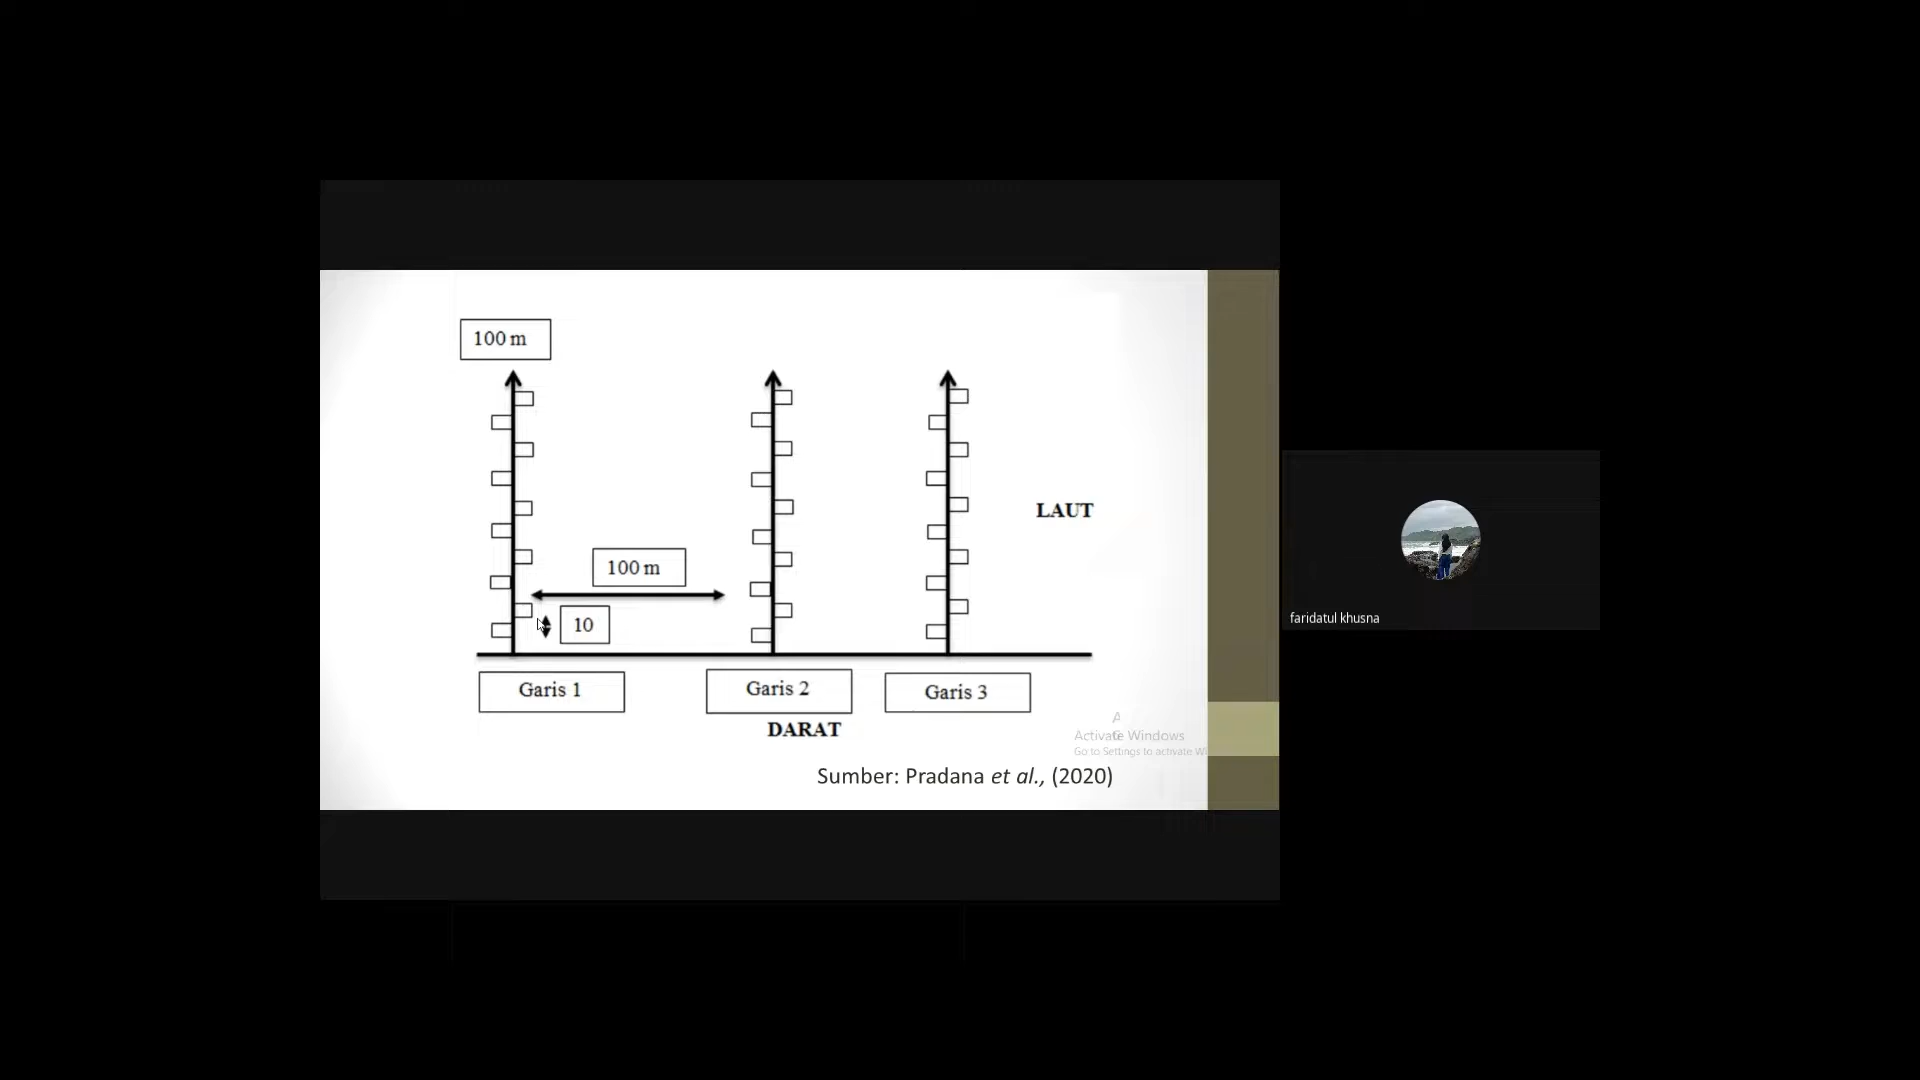 100 m
LAUT
100 m
10
faridatul khusna
Garis 1
Garis 2
Garis 3
DARAT
A
Activate Windows
Go to Settings to activate Wi
Sumber: Pradana et al., (2020)